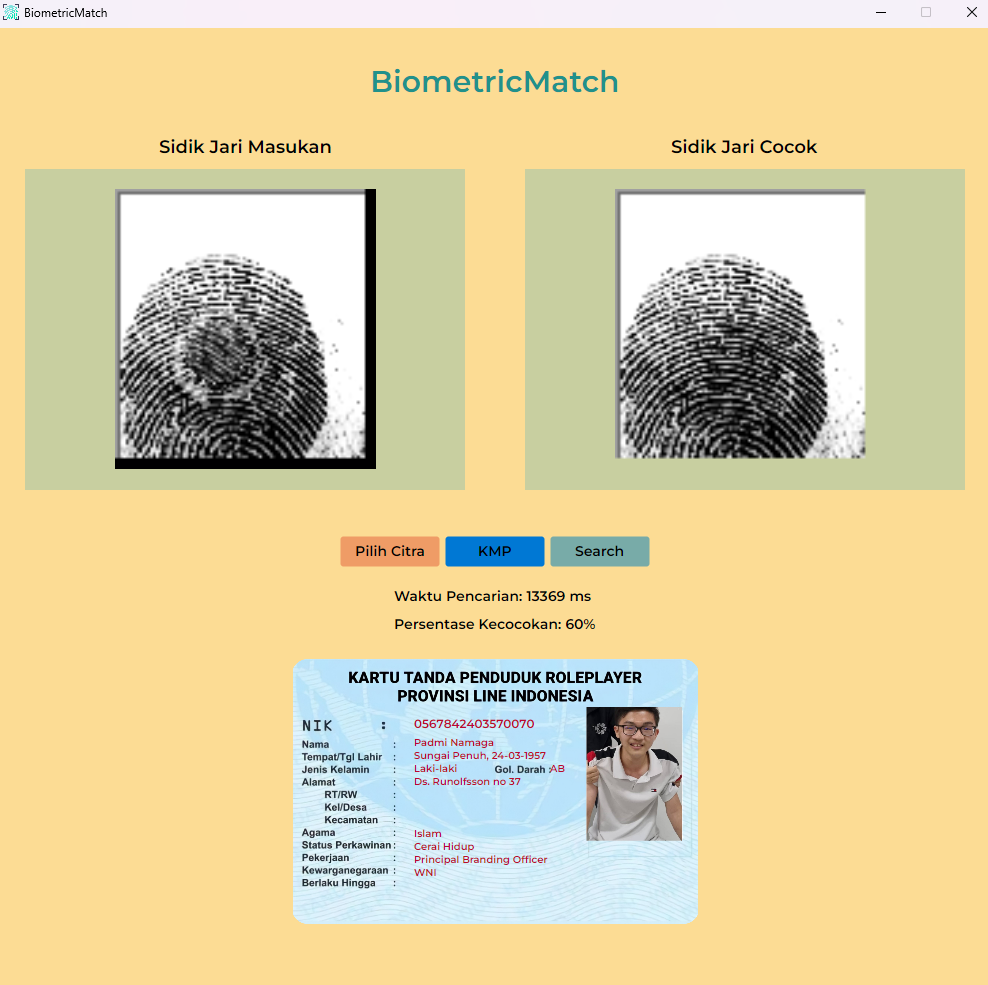 BiometricMatch
BiometricMatch
Sidik Jari Masukan
Sidik Jari Cocok
Pilih Citra
KMP
Search
Waktu Pencarian: 13369 ms
Persentase Kecocokan: 60%
KARTU TANDA PENDUDUK ROLEPLAYER
PROVINSI LINE INDONESIA
NIK : 0567842403570070
Nama : Padmi Namaga
Tempat/Tgl Lahir : Sungai Penuh, 24-03-1957
Jenis Kelamin : Laki-laki Gol. Darah :AB
Alamat : Ds. Runolfsson no 37
RT/RW :
Kel/Desa :
Kecamatan :
Agama : Islam
Status Perkawinan : Cerai Hidup
Pekerjaan : Principal Branding Officer
Kewarganegaraan : WNI
Berlaku Hingga :